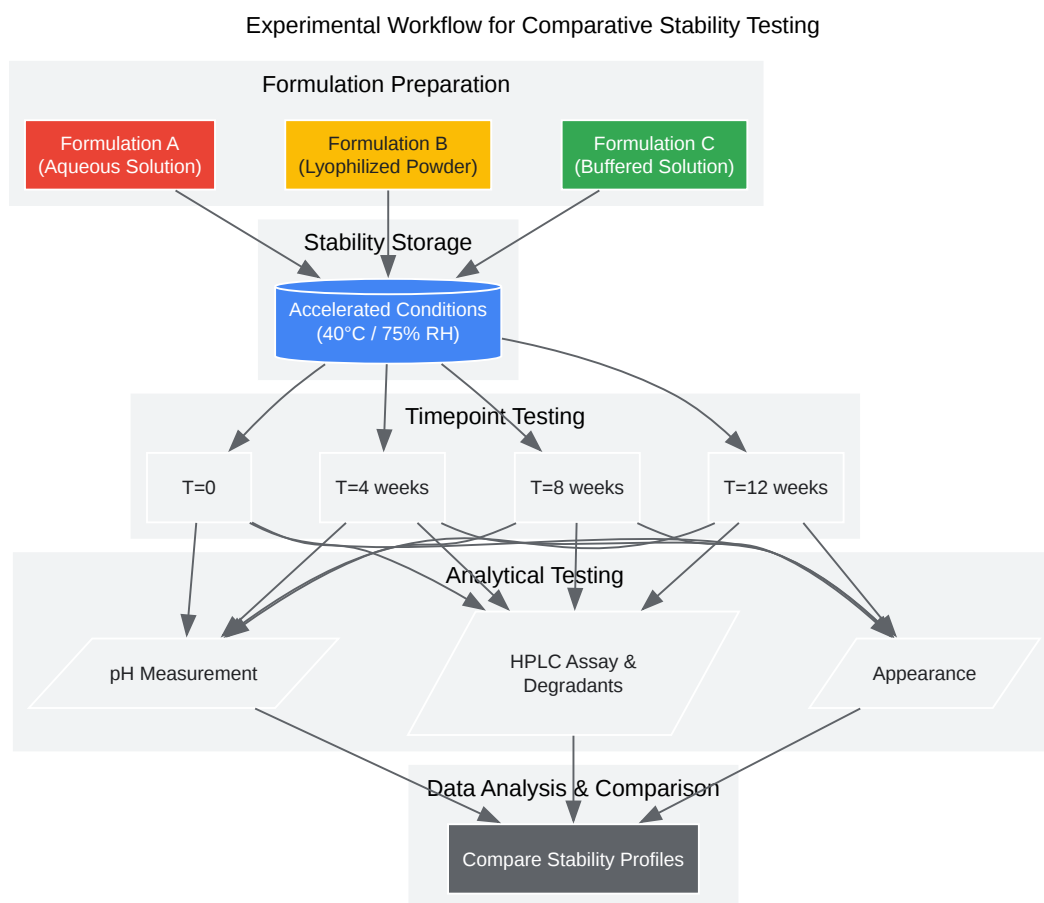 Experimental Workflow for Comparative Stability Testing
Formulation Preparation
Formulation A
(Aqueous Solution)
Formulation B
(Lyophilized Powder)
Formulation C
(Buffered Solution)
Stability Storage
Accelerated Conditions
(40°C / 75% RH)
Timepoint Testing
T=0
T=4 weeks
T=8 weeks
T=12 weeks
Analytical Testing
pH Measurement
HPLC Assay &
Degradants
Appearance
Data Analysis & Comparison
Compare Stability Profiles